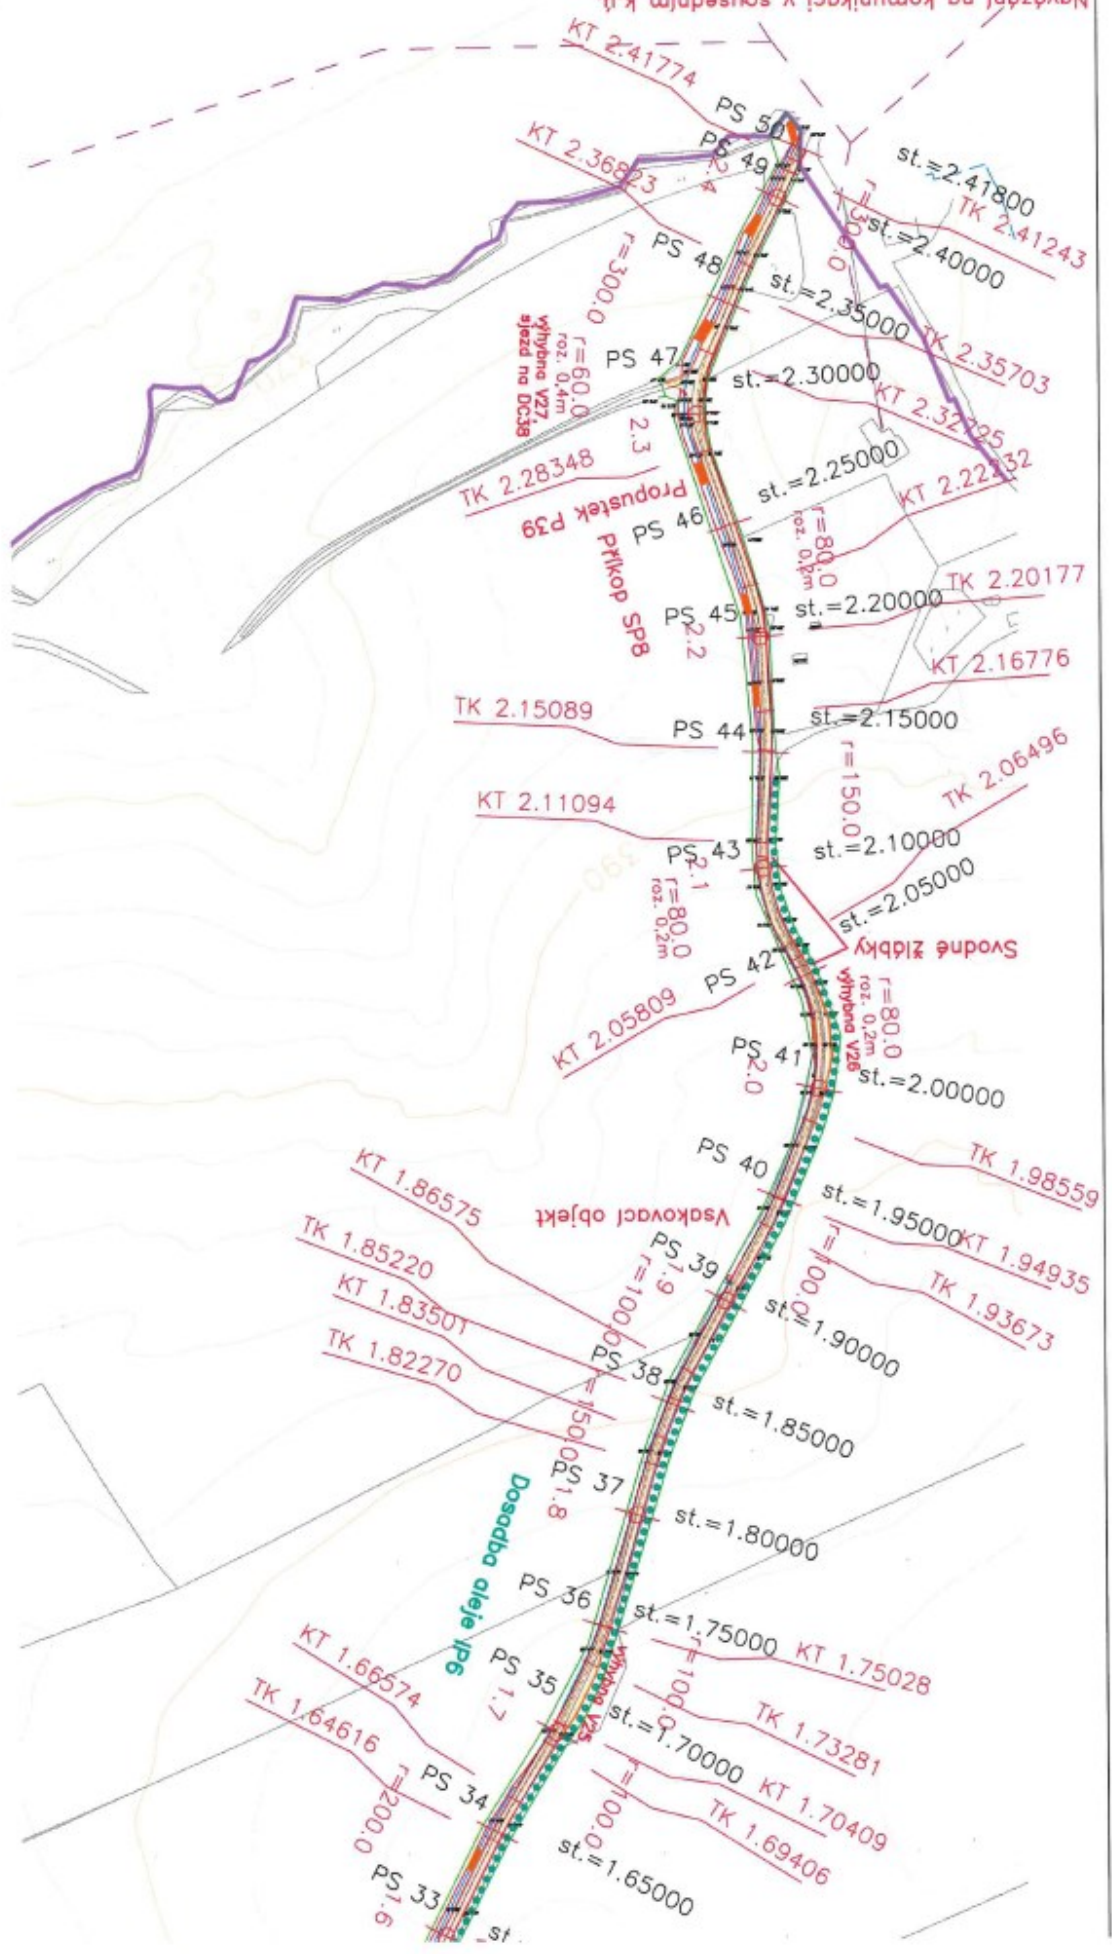 Navázání na komunikaci v sousedním k.ú.
KT 2.41774
PS 50
st.=2.41800
PS 49
KT 2.36823
2.4
TK 2.41243
r=300.0
st.=2.40000
PS 48
r=300.0
st.=2.35000
TK 2.35703
PS 47
r=60.0
roz. 0,4m
výhybna V27,
sjezd na DC38
st.=2.30000
KT 2.32725
2.3
TK 2.28348
st.=2.25000
KT 2.22232
Propustek P39
PS 46
r=80.0
roz. 0,2m
Příkop SP8
TK 2.20177
PS 45
st.=2.20000
2.2
KT 2.16776
TK 2.15089
PS 44
st.=2.15000
TK 2.06496
r=150.0
KT 2.11094
PS 43
st.=2.10000
2.1
r=80.0
roz. 0,2m
st.=2.05000
Svodné žlábky
PS 42
r=80.0
roz. 0,2m
výhybna V26
KT 2.05809
PS 41
2.0
st.=2.00000
PS 40
TK 1.98559
KT 1.86575
Vsakovací objekt
st.=1.95000
KT 1.94935
TK 1.85220
PS 39
1.9
r=100.0
r=100.0
TK 1.93673
KT 1.83501
st.=1.90000
TK 1.82270
PS 38
r=150.0
st.=1.85000
PS 37
1.8
st.=1.80000
Dosadba aleje IP6
PS 36
st.=1.75000
KT 1.75028
KT 1.66574
PS 35
výhybna V25
r=100.0
1.7
TK 1.64616
st.=1.70000
TK 1.73281
PS 34
r=200.0
r=100.0
KT 1.70409
TK 1.69406
st.=1.65000
PS 33
1.6
st.